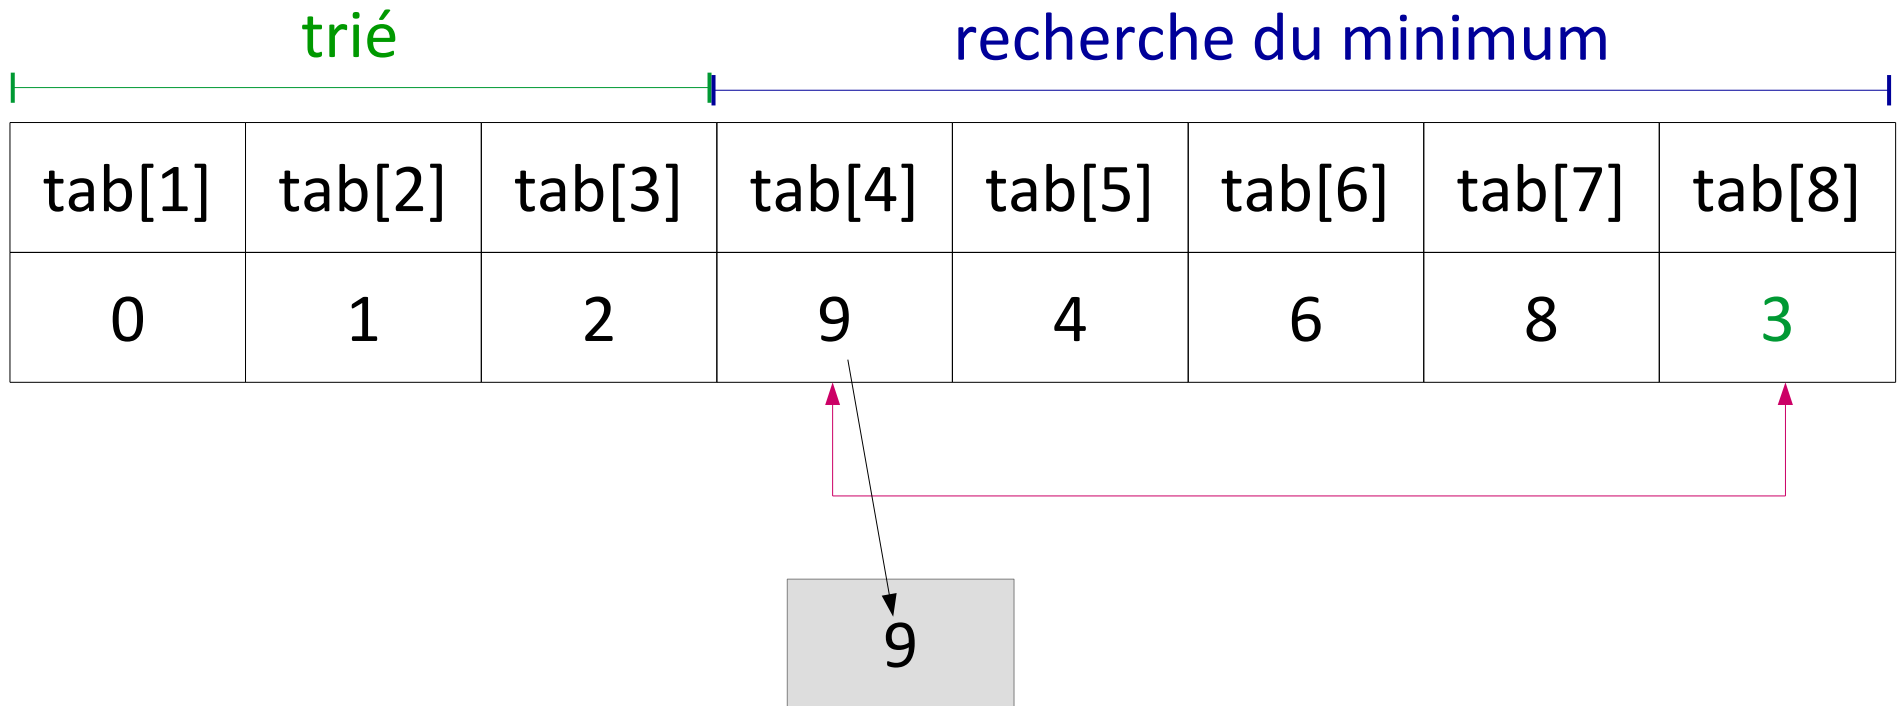 trié recherche du minimum
tab[1] tab[2] tab[3] tab[4] tab[5] tab[6] tab[7] tab[8]
0 1 2 9 4 6 8 3
9